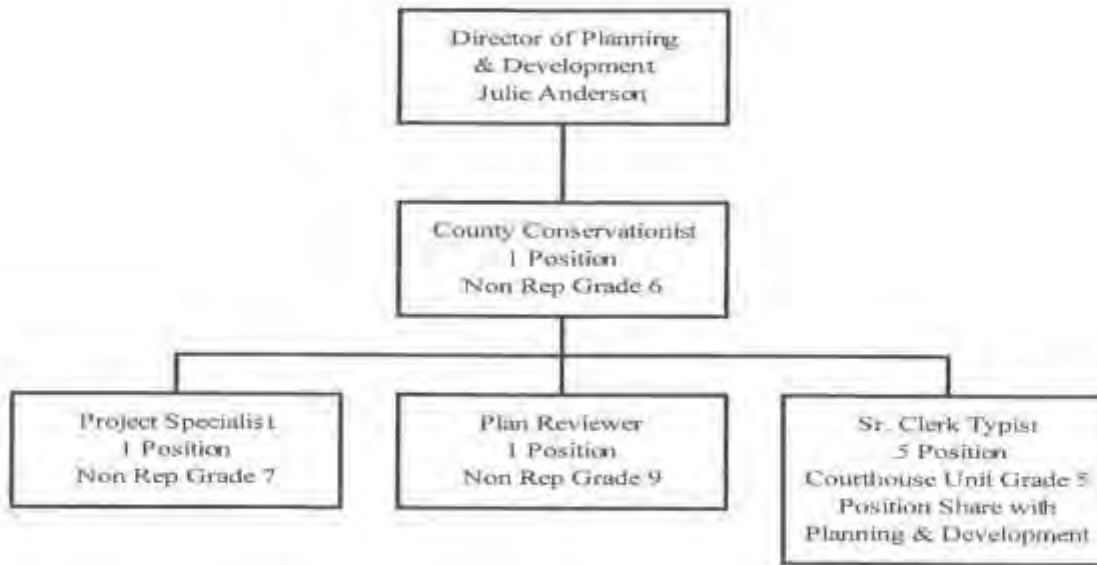 Director of Planning
& Development
Julie Anderson
County Conservationist
1 Position
Non Rep Grade 6
Project Specialist
1 Position
Non Rep Grade 7
Plan Reviewer
1 Position
Non Rep Grade 9
Sr. Clerk Typist
.5 Position
Courthouse Unit Grade 5
Position Share with
Planning & Development